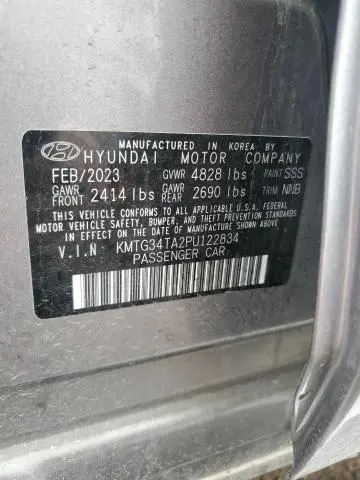 MANUFACTURED IN KOREA BY
HYUNDAI MOTOR COMPANY
FEB/2023 GVWR 4828 lbs PAINT SSS
GAWR FRONT 2414 lbs GAWR REAR 2690 lbs TRIM NNB
THIS VEHICLE CONFORMS TO ALL APPLICABLE U.S.A. FEDERAL
MOTOR VEHICLE SAFETY, BUMPER, AND THEFT PREVENTION
STANDARDS IN EFFECT ON THE DATE OF MANUFACTURE SHOWN ABOVE.
V.I.N KMTG34TA2PU122834
PASSENGER CAR